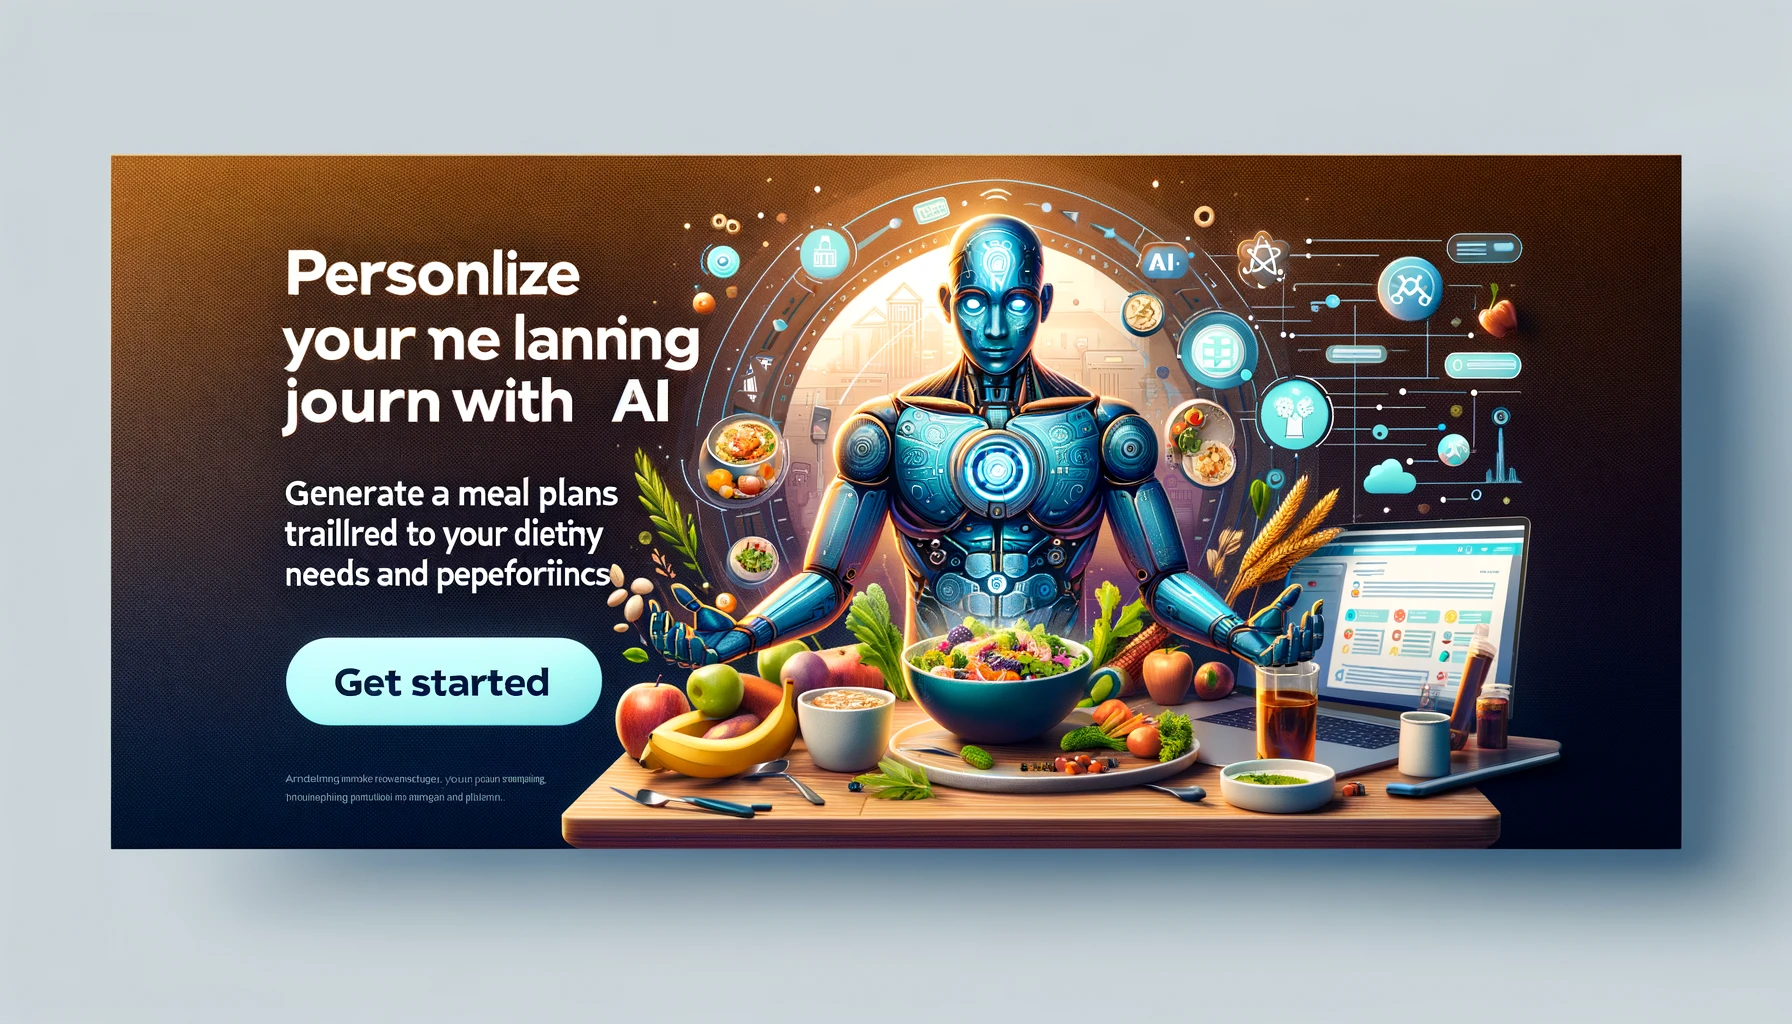 Personlize
your me lanning
journ with AI
Generate a meal plans
traillred to your dietny
needs and pepeforiincs
Get started
AI